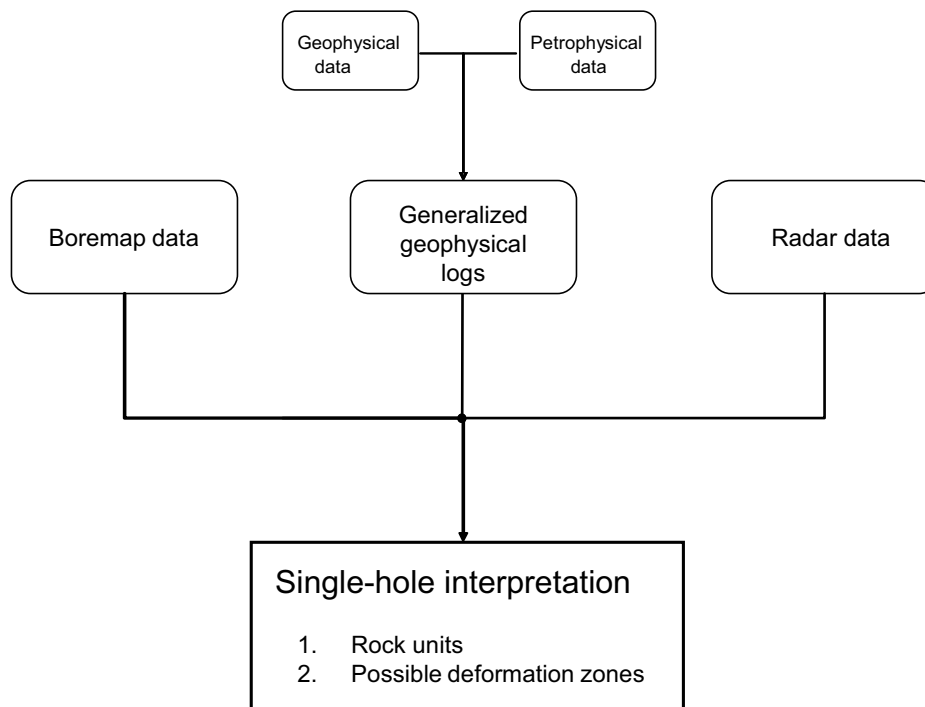 Geophysical
data
Petrophysical
data
Boremap data
Generalized
geophysical
logs
Radar data
Single-hole interpretation
1. Rock units
2. Possible deformation zones